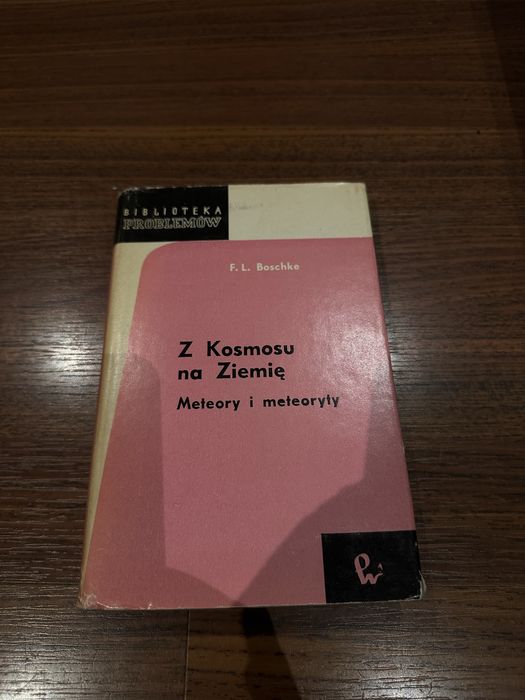 BIBLIOTEKA
PROBLEMÓW
F. L. Boschke
Z Kosmosu
na Ziemię
Meteory i meteoryty